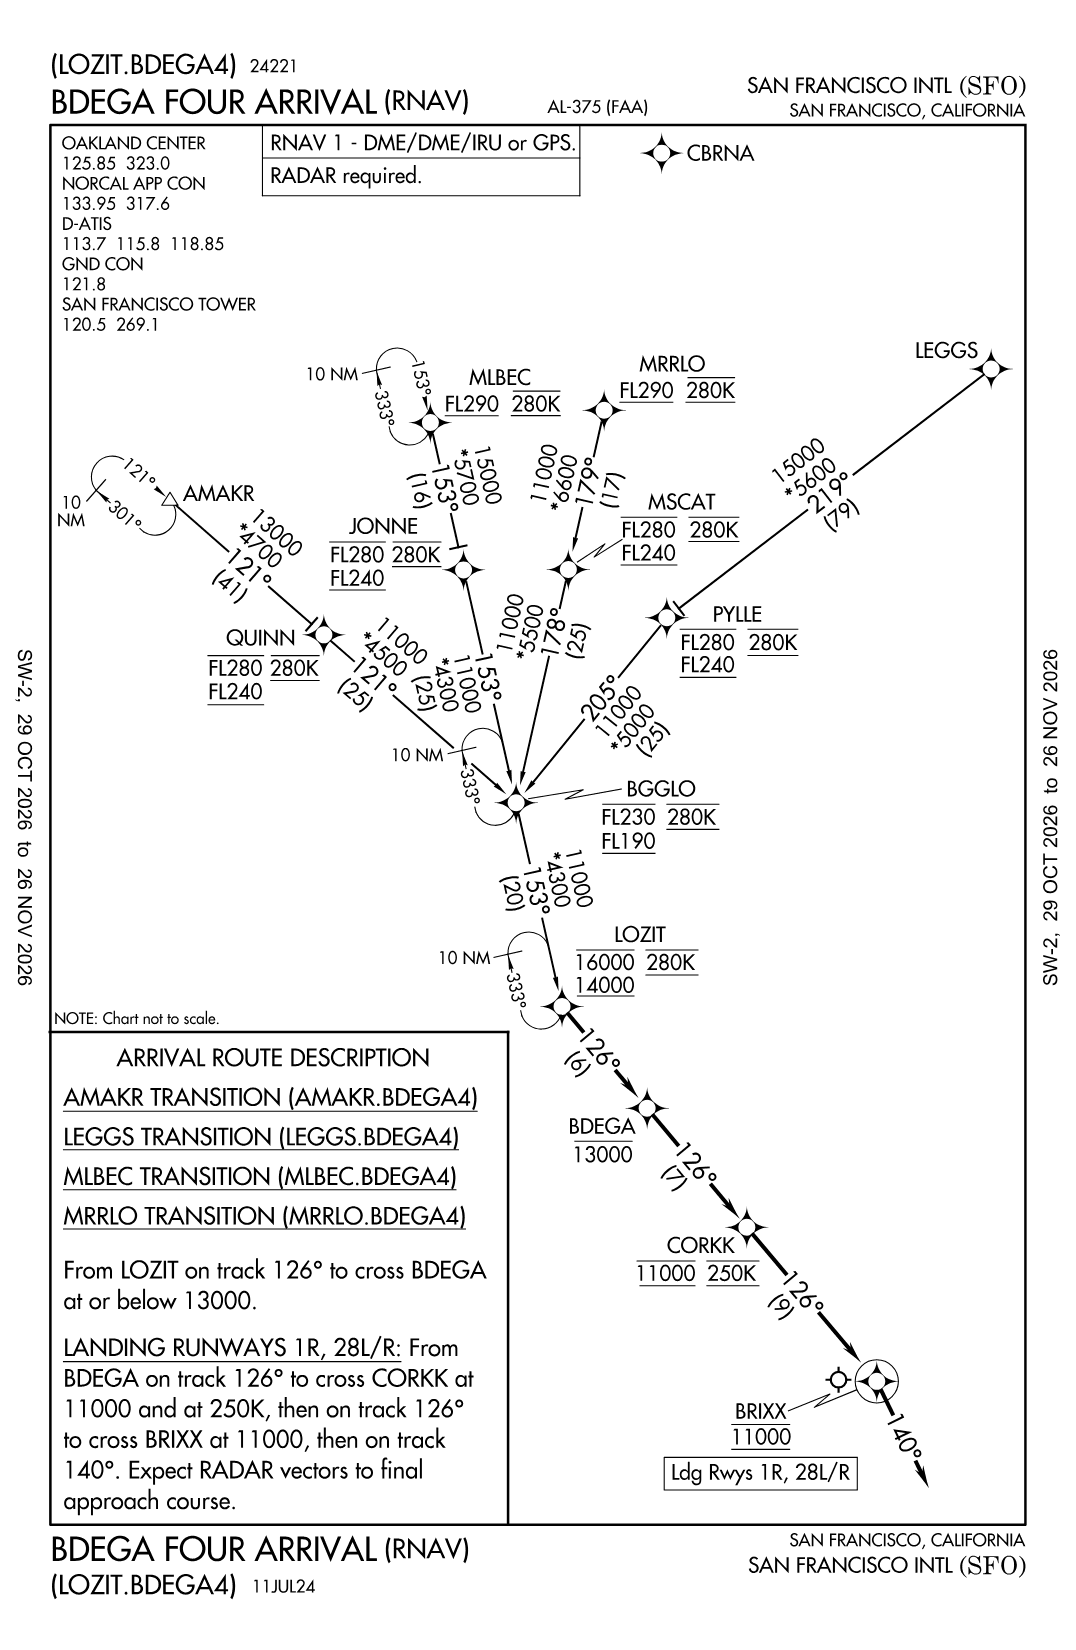 (LOZIT.BDEGA4) 24221
BDEGA FOUR ARRIVAL (RNAV)
AL-375 (FAA)
SAN FRANCISCO INTL (SFO)
SAN FRANCISCO, CALIFORNIA
OAKLAND CENTER
125.85 323.0
NORCAL APP CON
133.95 317.6
D-ATIS
113.7 115.8 118.85
GND CON
121.8
SAN FRANCISCO TOWER
120.5 269.1
RNAV 1 - DME/DME/IRU or GPS.
RADAR required.
CBRNA
LEGGS
10 NM
153°
333°
MLBEC
FL290 280K
MRRLO
FL290 280K
15000
*5700
153°
(16)
11000
*6600
179°
(17)
15000
*5600
219°
(79)
10
NM
121°
301°
AMAKR
13000
*4700
121°
(41)
JONNE
FL280 280K
FL240
MSCAT
FL280 280K
FL240
QUINN
FL280 280K
FL240
PYLLE
FL280 280K
FL240
11000
*4500
121°
(25)
153°
11000
*4300
(25)
11000
*5500
178°
(25)
205°
11000
*5000
(25)
10 NM
333°
BGGLO
FL230 280K
FL190
11000
*4300
153°
(20)
10 NM
333°
LOZIT
16000 280K
14000
126°
(6)
BDEGA
13000
126°
(7)
CORKK
11000 250K
126°
(9)
BRIXX
11000
140°
Ldg Rwys 1R, 28L/R
NOTE: Chart not to scale.
ARRIVAL ROUTE DESCRIPTION
AMAKR TRANSITION (AMAKR.BDEGA4)
LEGGS TRANSITION (LEGGS.BDEGA4)
MLBEC TRANSITION (MLBEC.BDEGA4)
MRRLO TRANSITION (MRRLO.BDEGA4)
From LOZIT on track 126° to cross BDEGA
at or below 13000.
LANDING RUNWAYS 1R, 28L/R: From
BDEGA on track 126° to cross CORKK at
11000 and at 250K, then on track 126°
to cross BRIXX at 11000, then on track
140°. Expect RADAR vectors to final
approach course.
SW-2, 29 OCT 2026 to 26 NOV 2026
SW-2, 29 OCT 2026 to 26 NOV 2026
BDEGA FOUR ARRIVAL (RNAV)
(LOZIT.BDEGA4) 11JUL24
SAN FRANCISCO, CALIFORNIA
SAN FRANCISCO INTL (SFO)